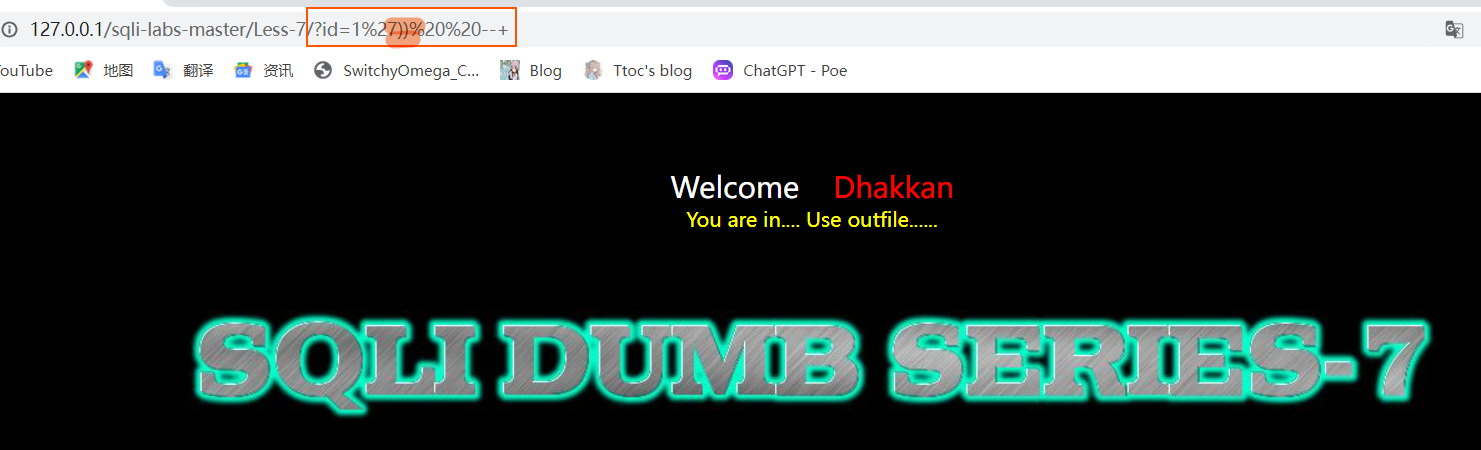 127.0.0.1/sqli-labs-master/Less-7/?id=1%27))%20%20--+
ouTube 地图 翻译 资讯 SwitchyOmega_C... Blog Ttoc's blog ChatGPT - Poe
Welcome Dhakkan
You are in.... Use outfile......
SQLI DUMB SERIES-7